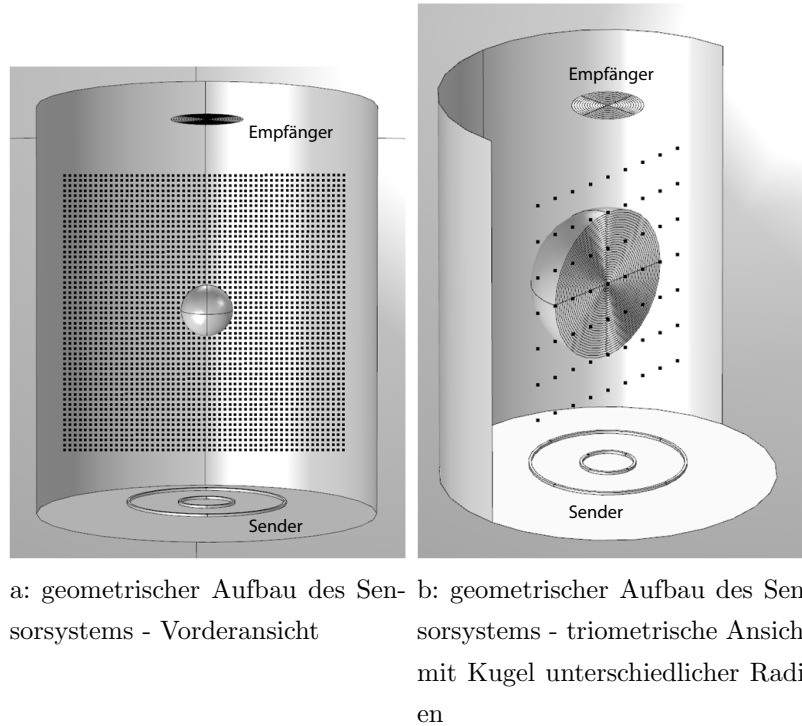 Empfänger
Sender
Empfänger
Sender
a: geometrischer Aufbau des Sen-
sorsystems - Vorderansicht
b: geometrischer Aufbau des Sen
sorsystems - triometrische Ansich
mit Kugel unterschiedlicher Radi
en